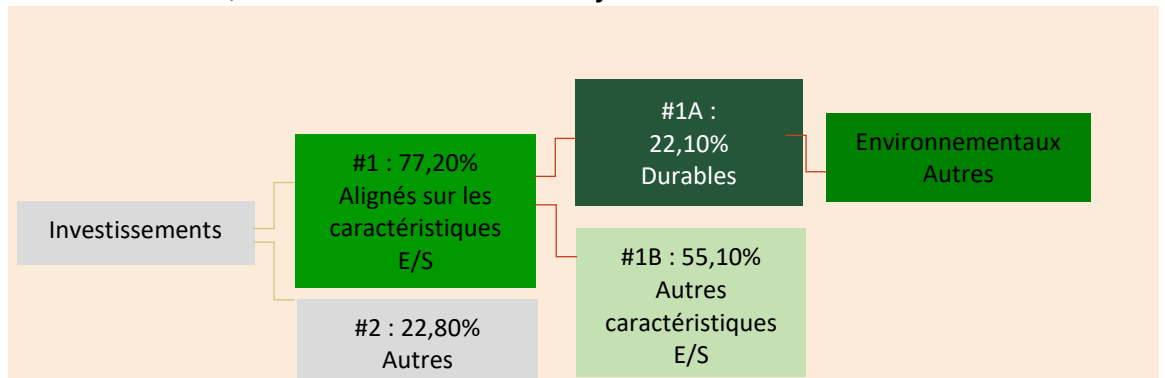 Investissements
#1 : 77,20%
Alignés sur les
caractéristiques
E/S
#2 : 22,80%
Autres
#1A :
22,10%
Durables
#1B : 55,10%
Autres
caractéristiques
E/S
Environnementaux
Autres